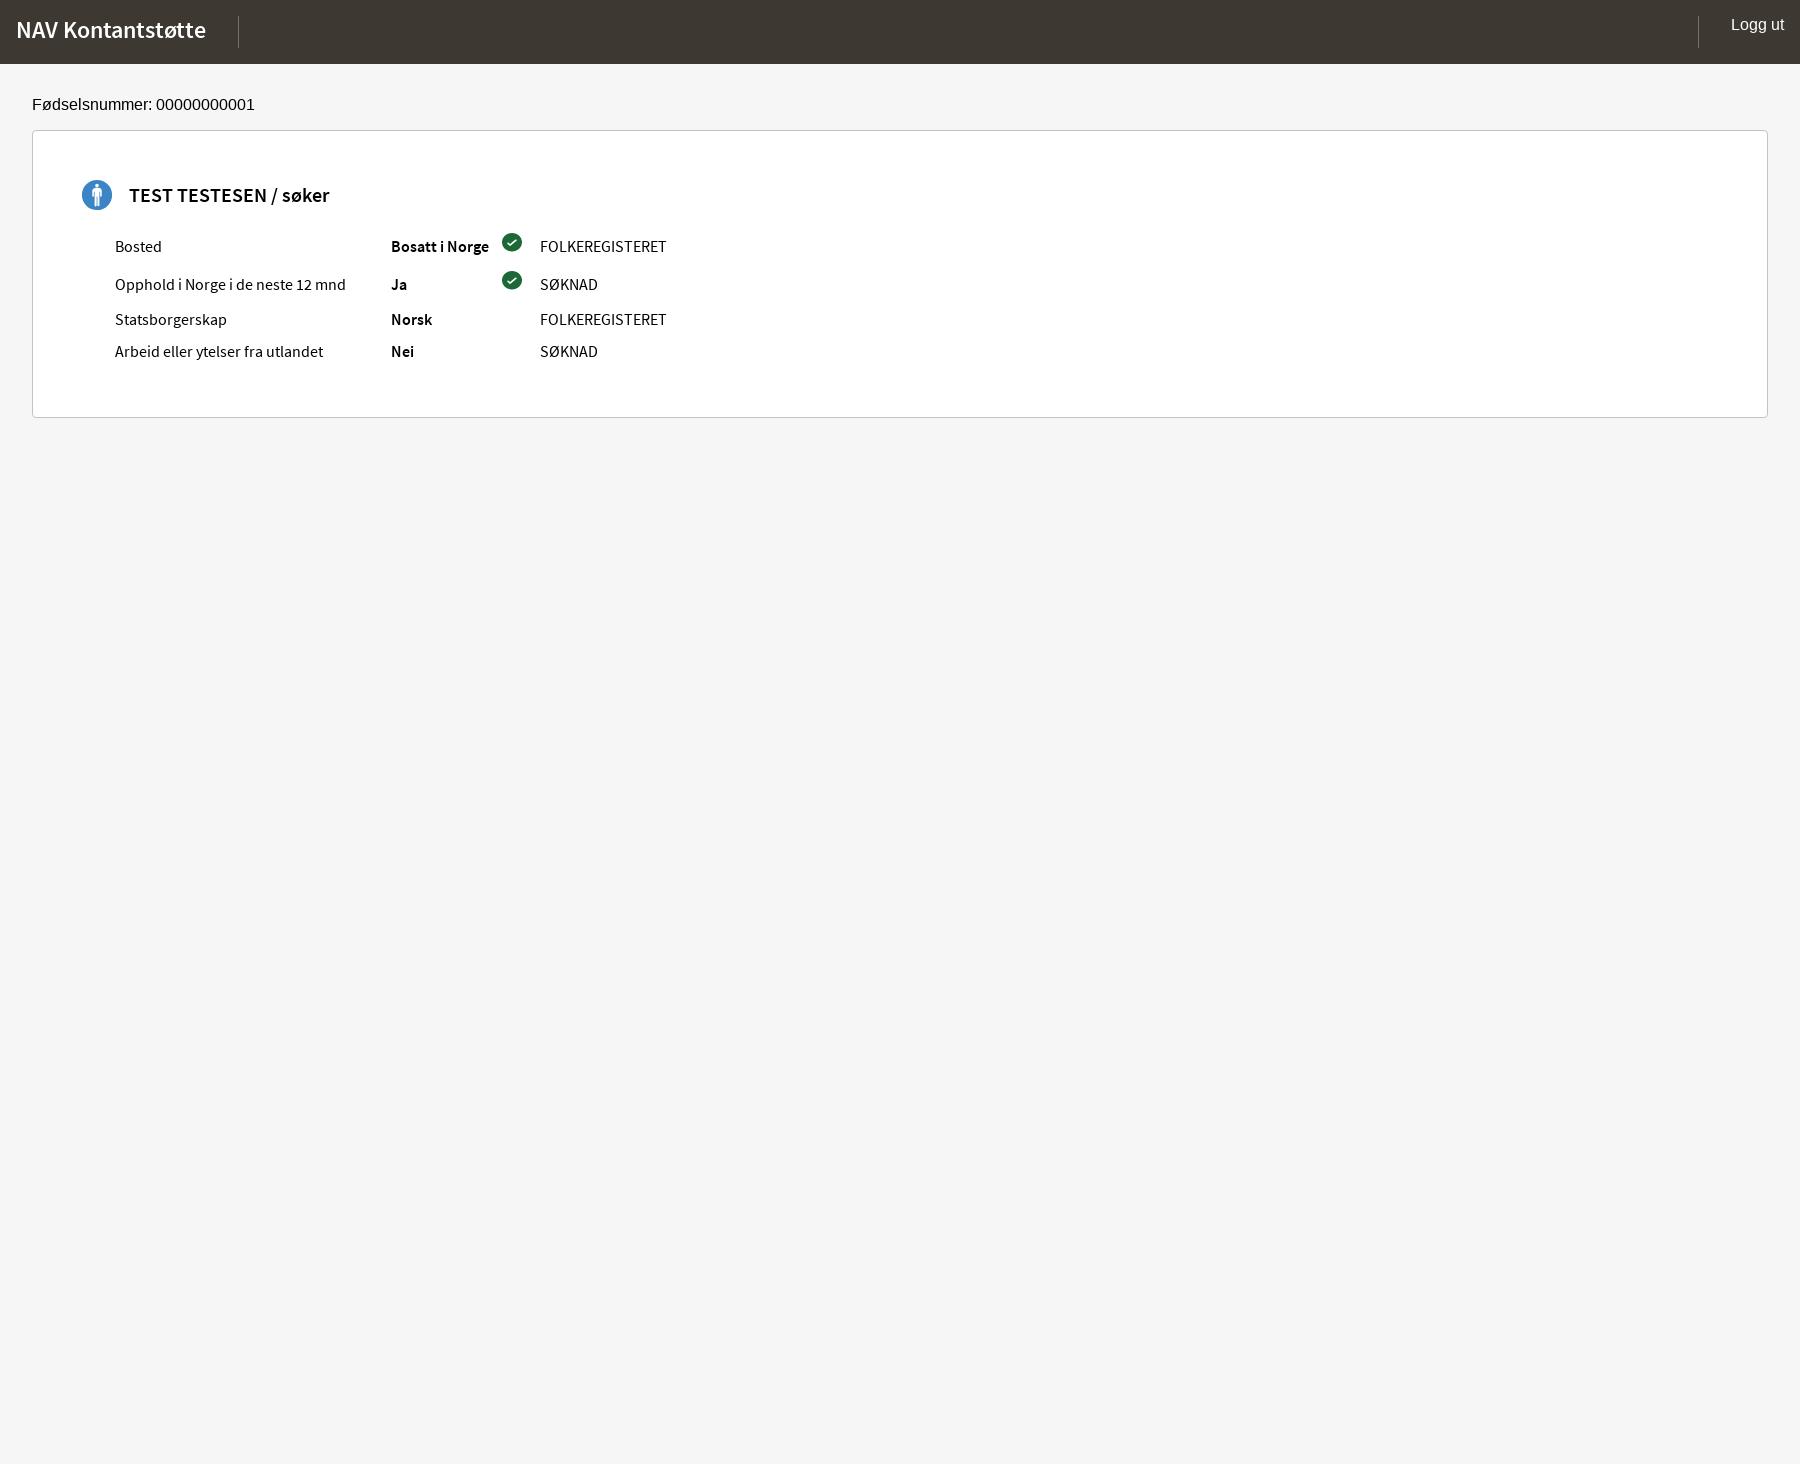 NAV Kontantstøtte
Logg ut
Fødselsnummer: 00000000001
TEST TESTESEN / søker
Bosted Bosatt i Norge FOLKEREGISTERET
Opphold i Norge i de neste 12 mnd Ja SØKNAD
Statsborgerskap Norsk FOLKEREGISTERET
Arbeid eller ytelser fra utlandet Nei SØKNAD